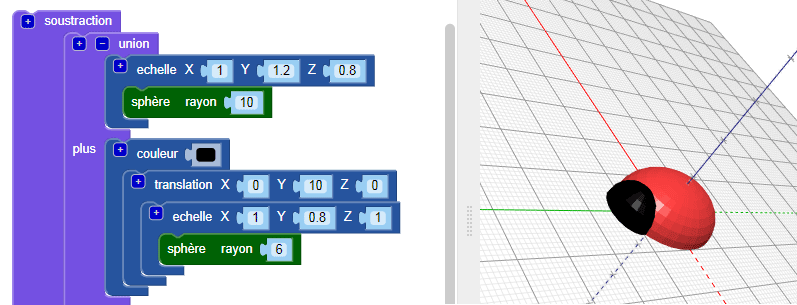 soustraction
union
echelle X 1 Y 1.2 Z 0.8
sphère rayon 10
plus
couleur
translation X 0 Y 10 Z 0
echelle X 1 Y 0.8 Z 1
sphère rayon 6